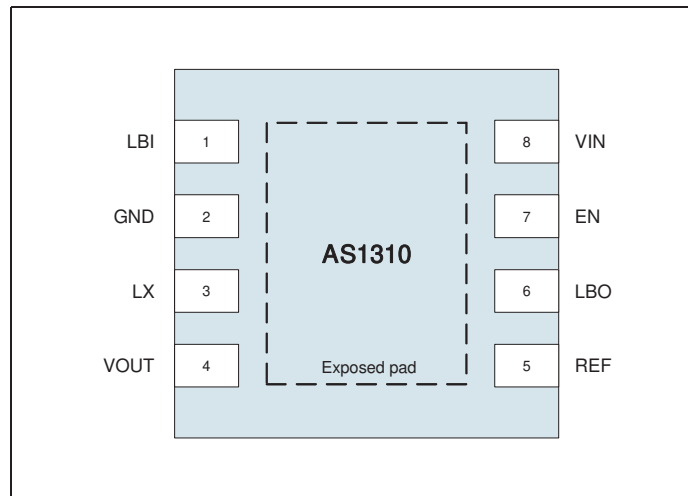 LBI 1 8 VIN
GND 2 7 EN
AS1310
LX 3 6 LBO
VOUT 4 Exposed pad 5 REF